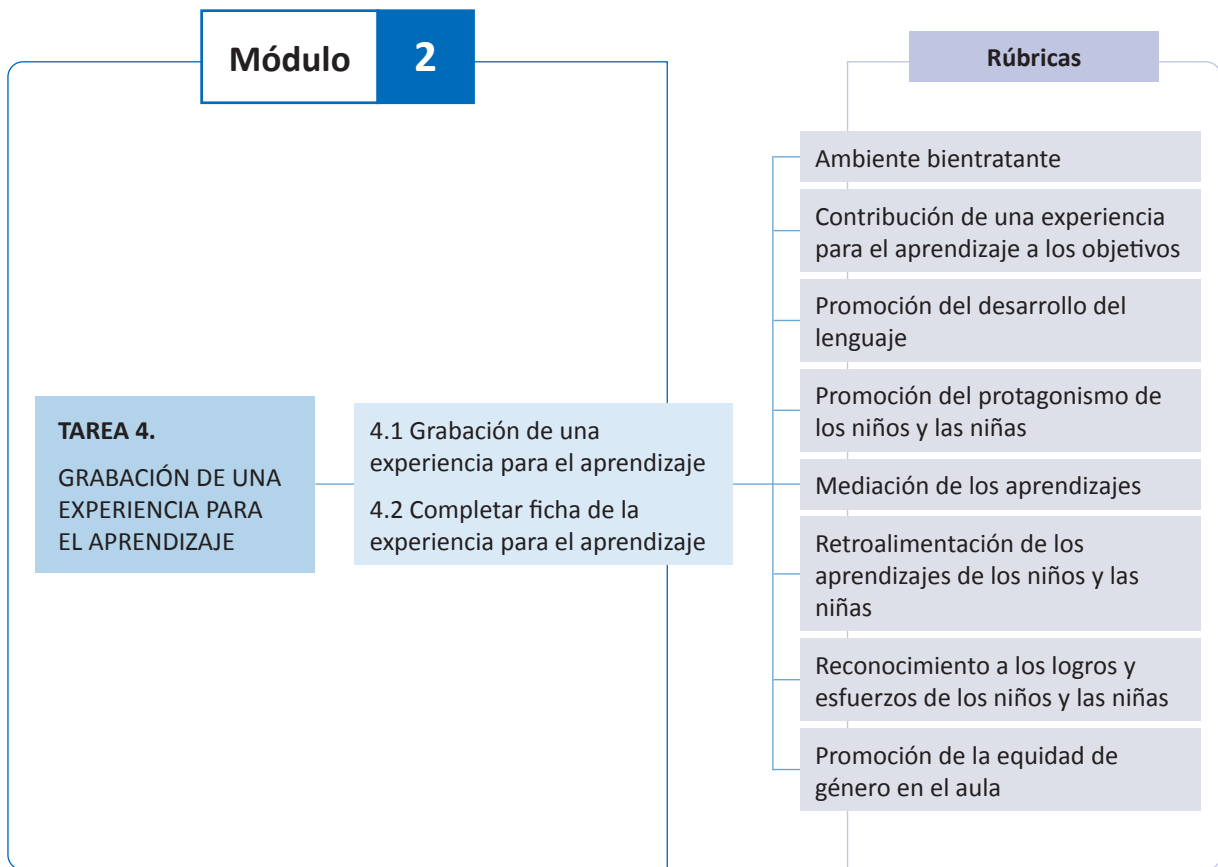 Módulo 2
Rúbricas
TAREA 4.
GRABACIÓN DE UNA
EXPERIENCIA PARA
EL APRENDIZAJE
4.1 Grabación de una
experiencia para el aprendizaje
4.2 Completar ficha de la
experiencia para el aprendizaje
Ambiente bientratante
Contribución de una experiencia
para el aprendizaje a los objetivos
Promoción del desarrollo del
lenguaje
Promoción del protagonismo de
los niños y las niñas
Mediación de los aprendizajes
Retroalimentación de los
aprendizajes de los niños y las
niñas
Reconocimiento a los logros y
esfuerzos de los niños y las niñas
Promoción de la equidad de
género en el aula